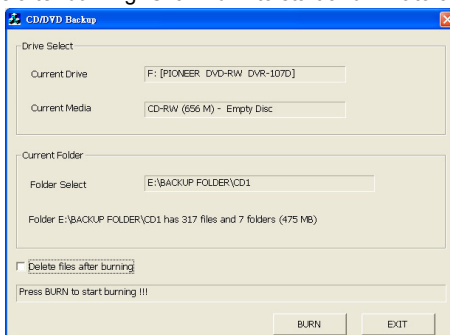 CD/DVD Backup
Drive Select
Current Drive F: [PIONEER DVD-RW DVR-107D]
Current Media CD-RW (656 M) - Empty Disc
Current Folder
Folder Select E:\BACKUP FOLDER\CD1
Folder E:\BACKUP FOLDER\CD1 has 317 files and 7 folders (475 MB)
Delete files after burning
Press BURN to start burning !!!
BURN EXIT